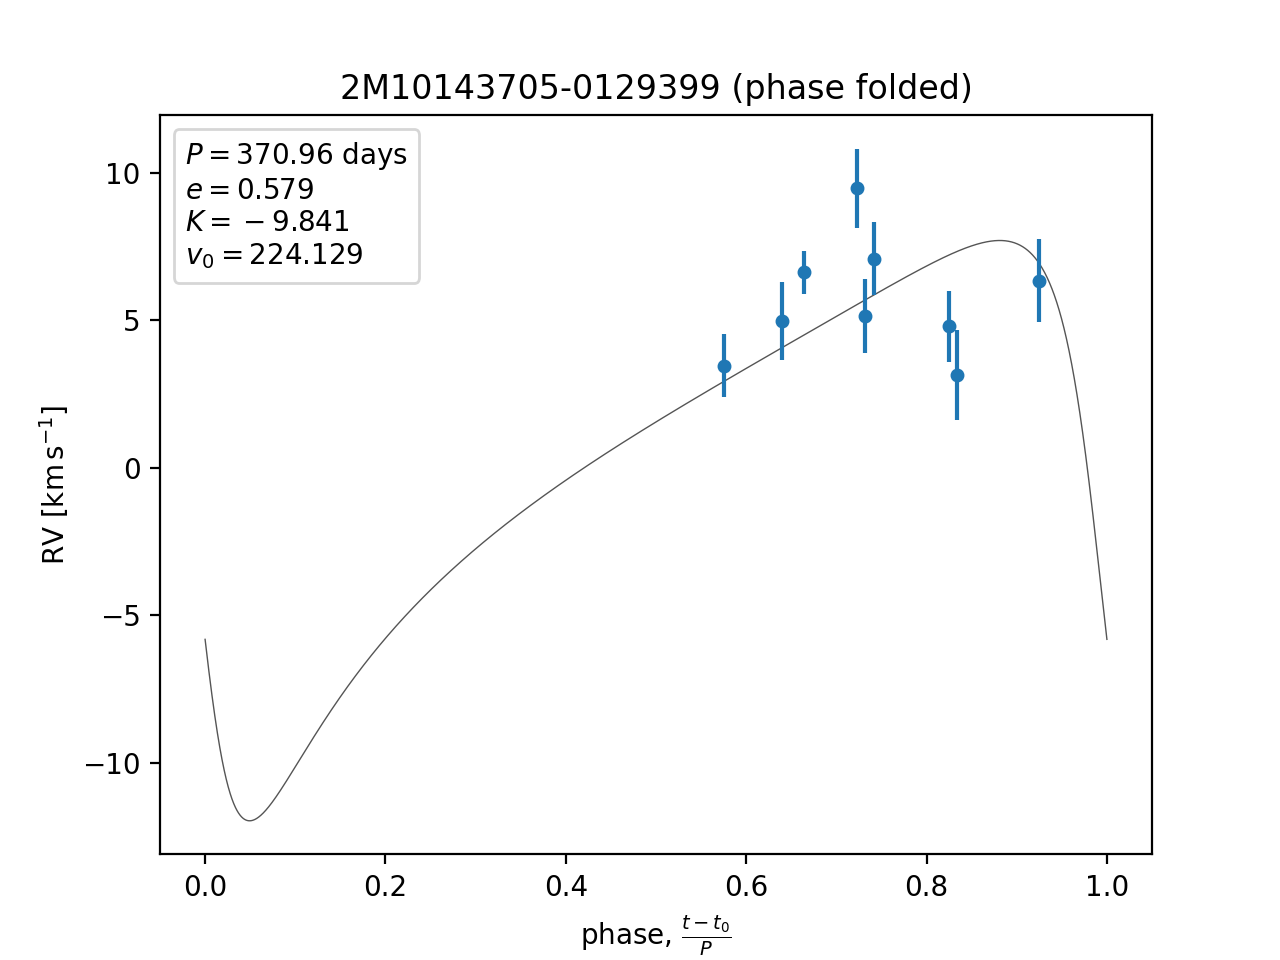 2M10143705-0129399 (phase folded)
P = 370.96 days
e = 0.579
K = −9.841
v₀ = 224.129
10
5
0
−5
−10
RV [km s⁻¹]
0.0 0.2 0.4 0.6 0.8 1.0
phase, (t − t₀)/P